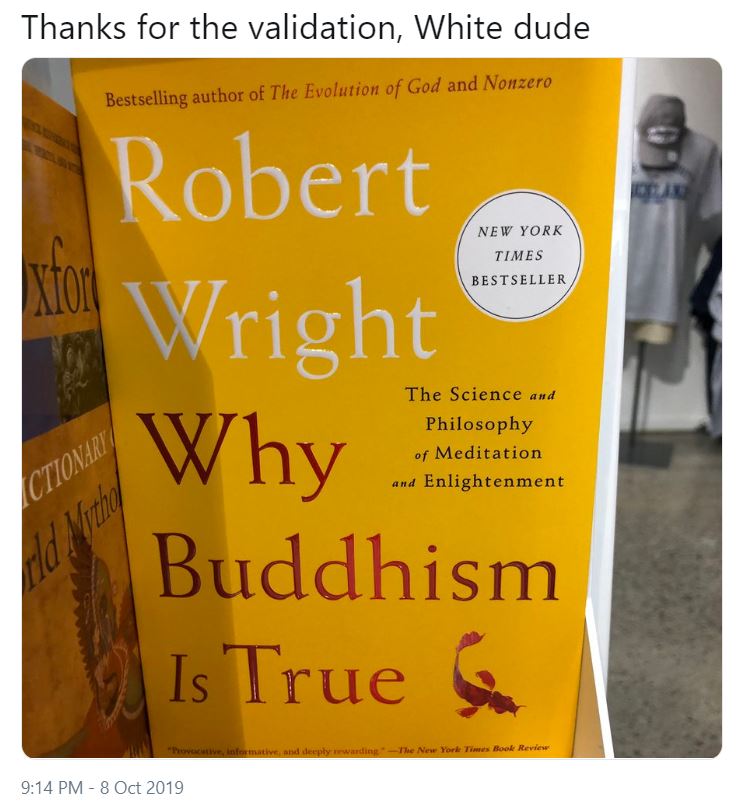 Thanks for the validation, White dude
Bestselling author of The Evolution of God and Nonzero
Robert
Wright
NEW YORK
TIMES
BESTSELLER
The Science and
Philosophy
of Meditation
and Enlightenment
Why
Buddhism
Is True
"Provocative, informative, and deeply rewarding." —The New York Times Book Review
xford
ICTIONARY
rld Mytho
9:14 PM - 8 Oct 2019